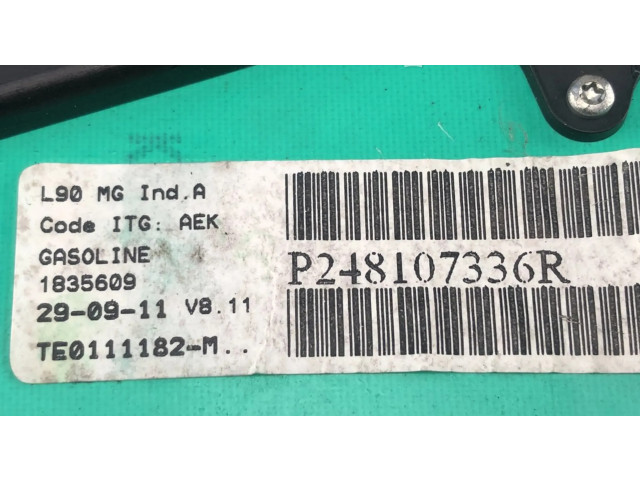 L90 MG Ind.A
Code ITG: AEK
GASOLINE
1835609
29-09-11 V8.11
TE0111182-M..
P248107336R